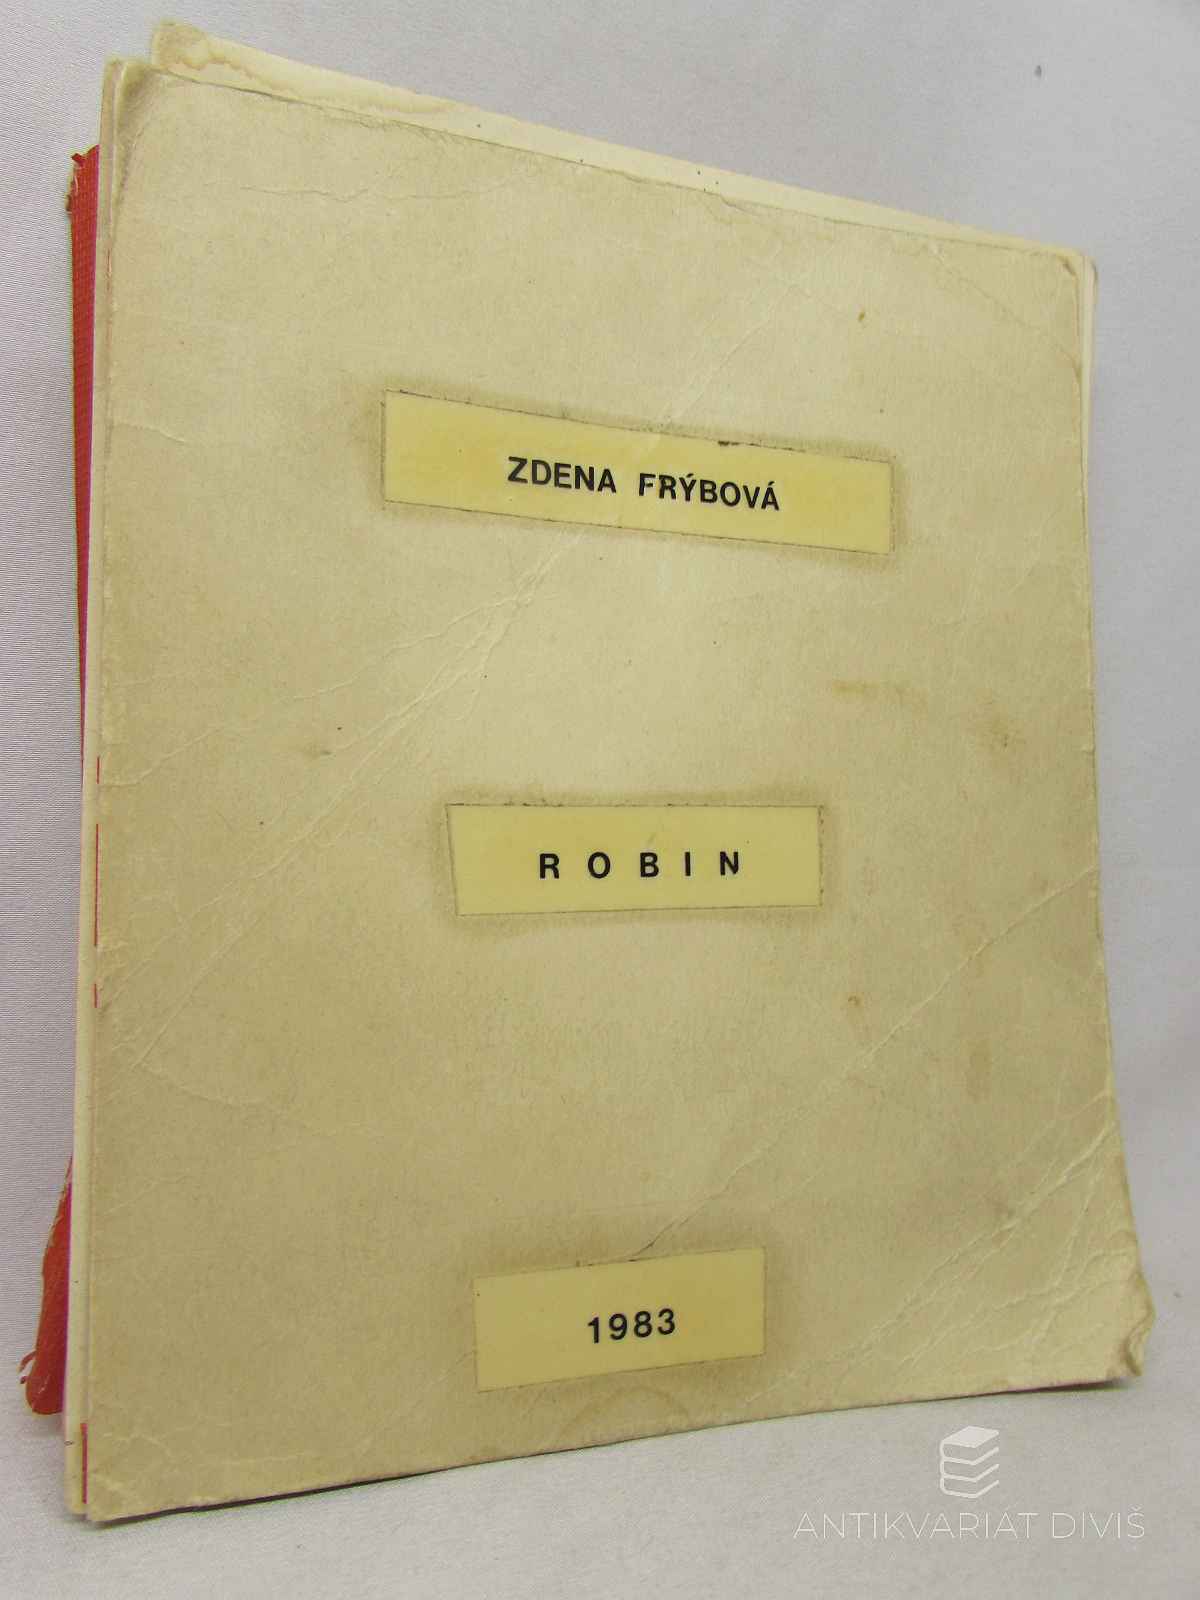 ZDENA FRÝBOVÁ
ROBIN
1983
ANTIKVARIÁT DIVIŠ